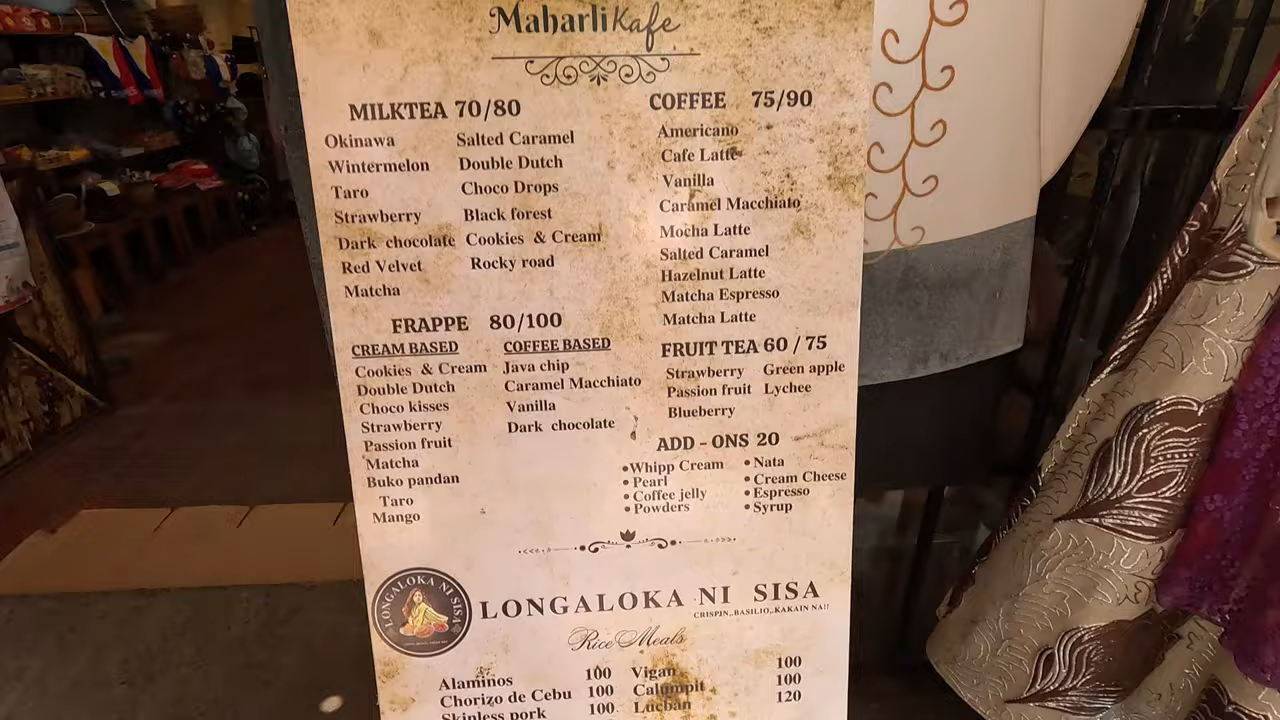 Maharli Kafe
MILKTEA 70/80
Okinawa
Wintermelon
Taro
Strawberry
Dark chocolate
Red Velvet
Matcha
Salted Caramel
Double Dutch
Choco Drops
Black forest
Cookies & Cream
Rocky road
FRAPPE 80/100
CREAM BASED
Cookies & Cream
Double Dutch
Choco kisses
Strawberry
Passion fruit
Matcha
Buko pandan
Taro
Mango
COFFEE BASED
Java chip
Caramel Macchiato
Vanilla
Dark chocolate
COFFEE 75/90
Americano
Cafe Latte
Vanilla
Caramel Macchiato
Mocha Latte
Salted Caramel
Hazelnut Latte
Matcha Espresso
Matcha Latte
FRUIT TEA 60 / 75
Strawberry Green apple
Passion fruit Lychee
Blueberry
ADD - ONS 20
•Whipp Cream
•Pearl
•Coffee jelly
•Powders
•Nata
•Cream Cheese
•Espresso
•Syrup
LONGALOKA NI SISA
LONGALOKA NI SISA
CRISPIN,.BASILIO,.KAKAIN NA!!
Rice Meals
Alaminos 100
Chorizo de Cebu 100
Skinless pork 100
Vigan 100
Calumpit 100
Lucban 120